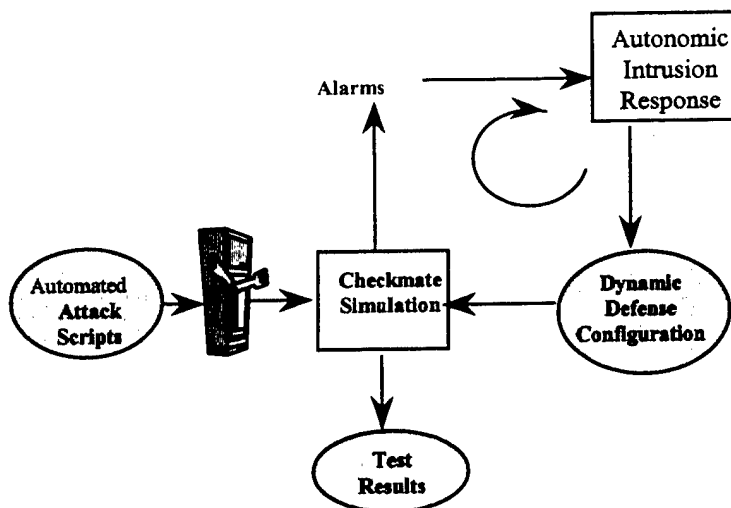 Autonomic
Intrusion
Response
Alarms
Automated
Attack
Scripts
Checkmate
Simulation
Dynamic
Defense
Configuration
Test
Results